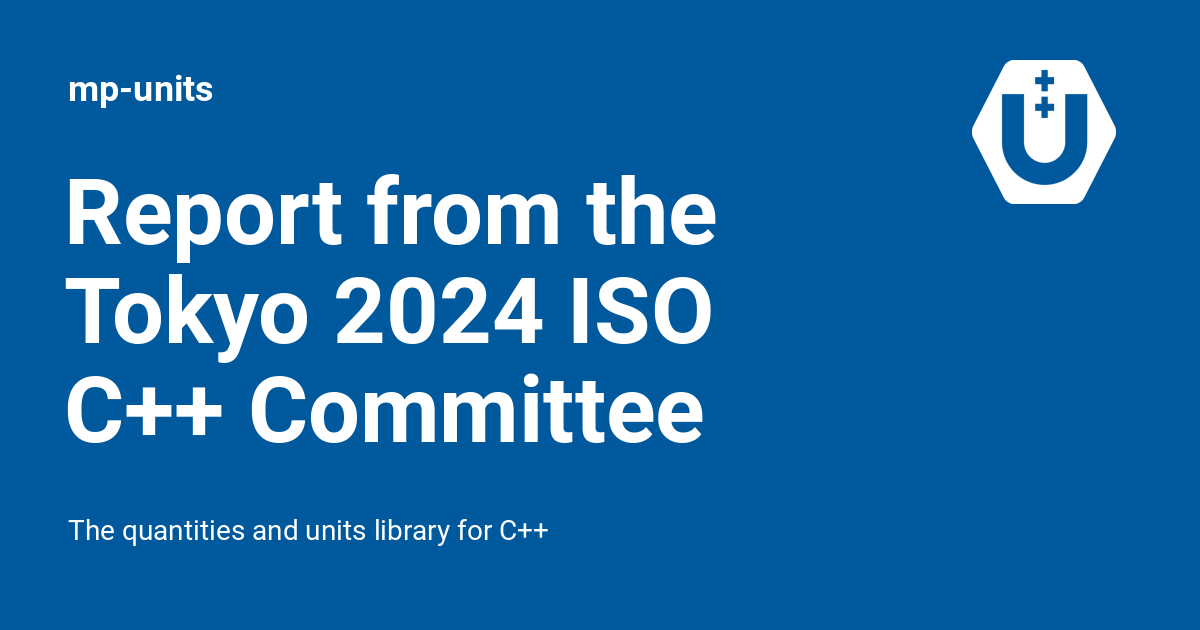 mp-units
Report from the
Tokyo 2024 ISO
C++ Committee
The quantities and units library for C++